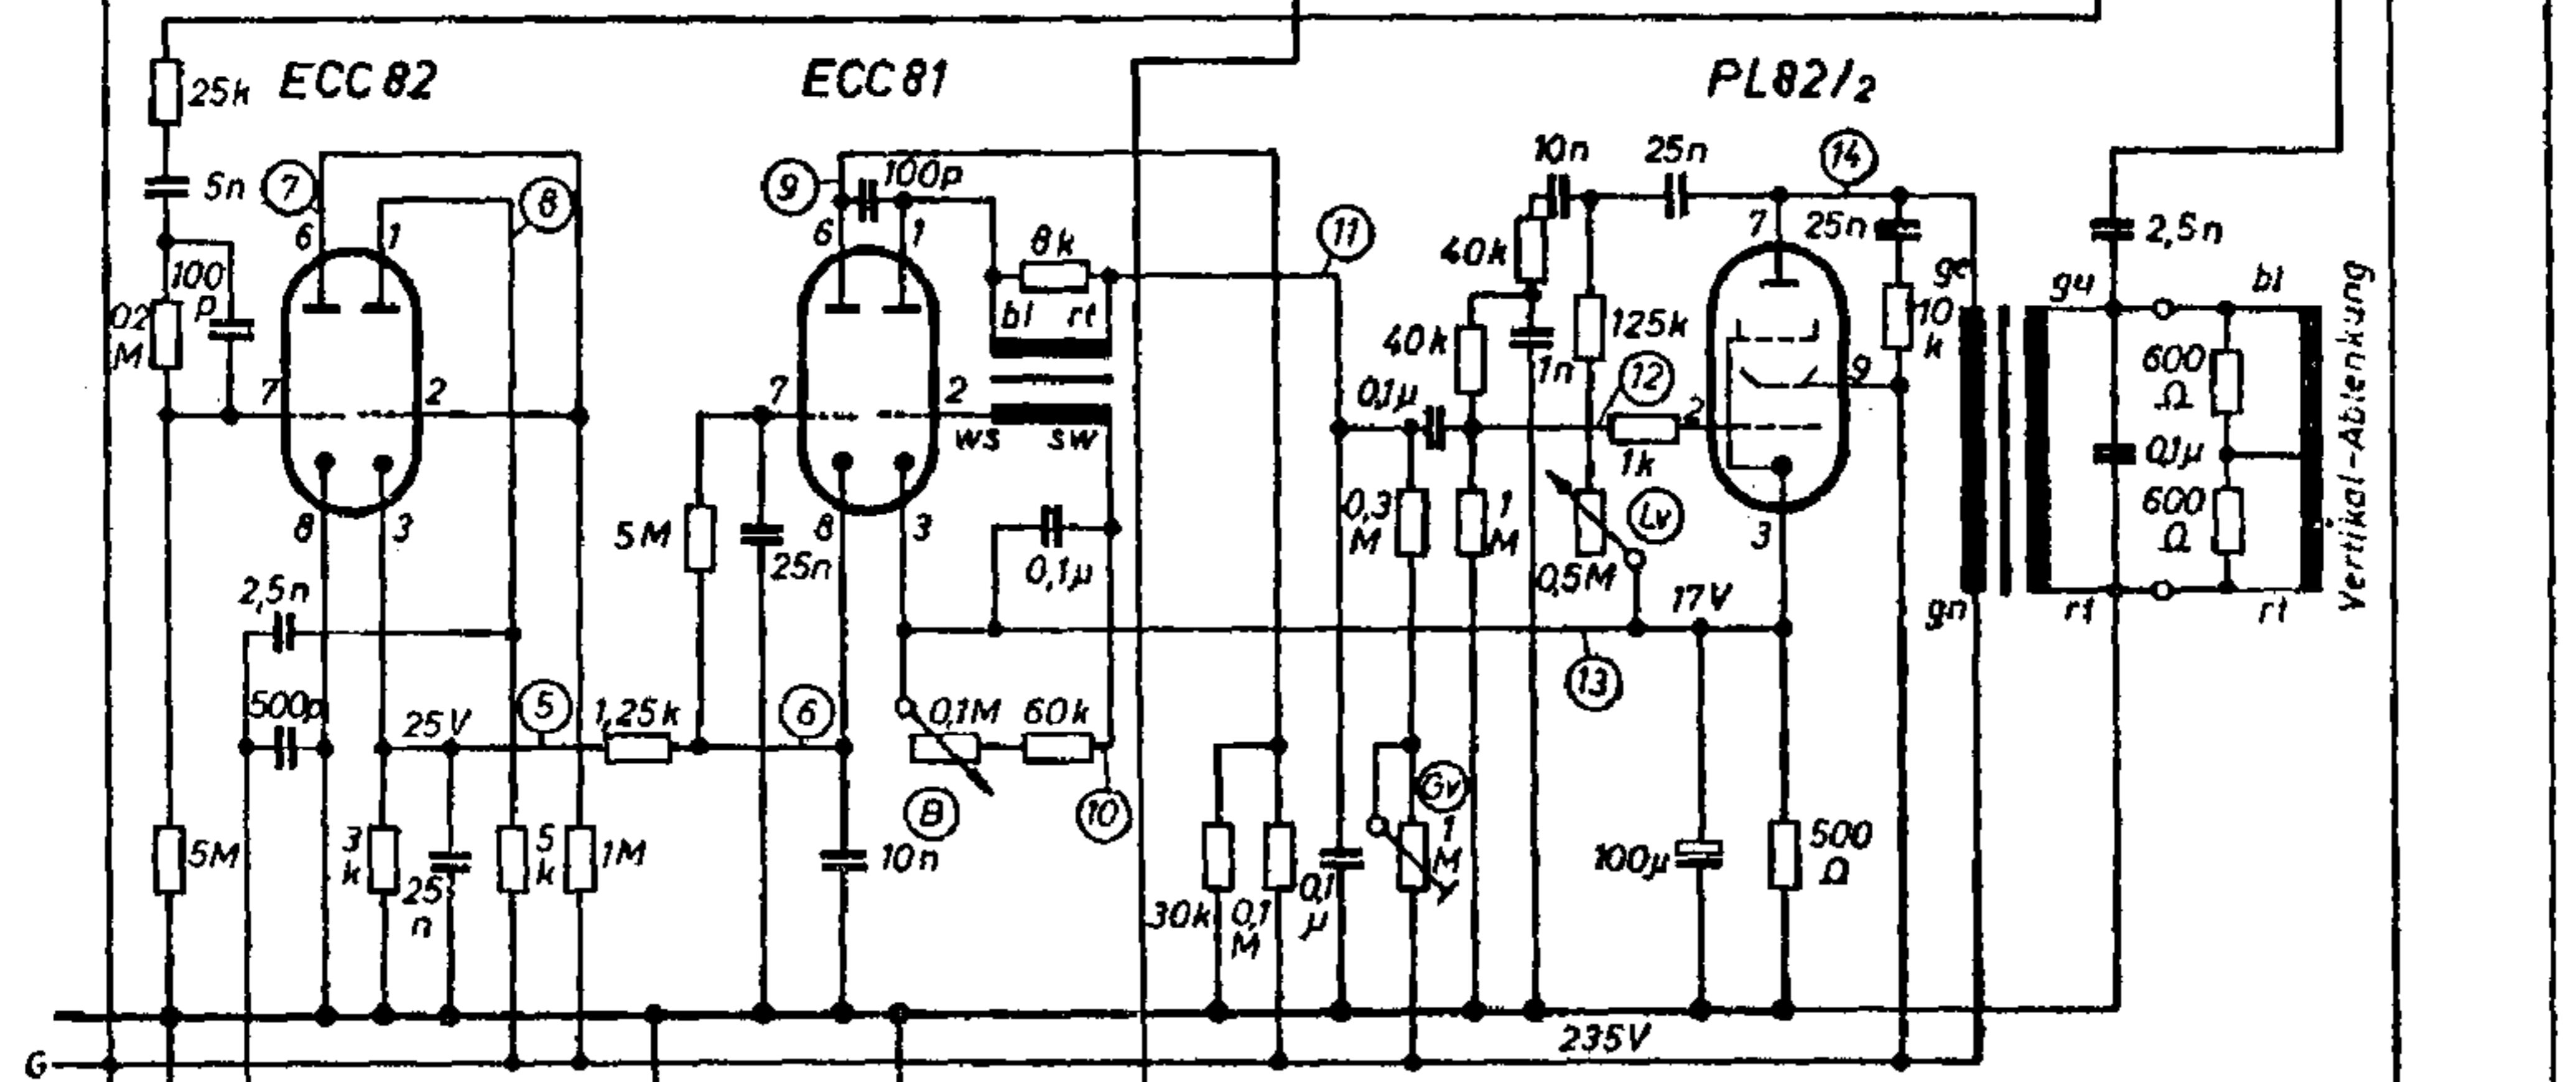 ECC 82
ECC 81
PL82/2
25k
5n
7
8
6
1
100
p
02
M
7
2
8
3
2,5n
500p
25V
5
1,25k
5M
3
k
25
n
5
k
1M
9
100p
6
1
8k
bl
rt
7
2
ws
sw
8
3
5M
25n
0,1µ
6
0,1M
60k
B
10
10n
11
10n
25n
14
40k
7
25n
ge
40k
125k
10
k
1n
12
9
0,1µ
2
1k
0,3
M
1
M
Lv
0,5M
3
17V
gn
13
Gv
1
M
30k
0,1
M
0,1
µ
100µ
500
Ω
235V
G
2,5n
gu
bl
600
Ω
0,1µ
600
Ω
rt
rt
Vertikal-Ablenkung